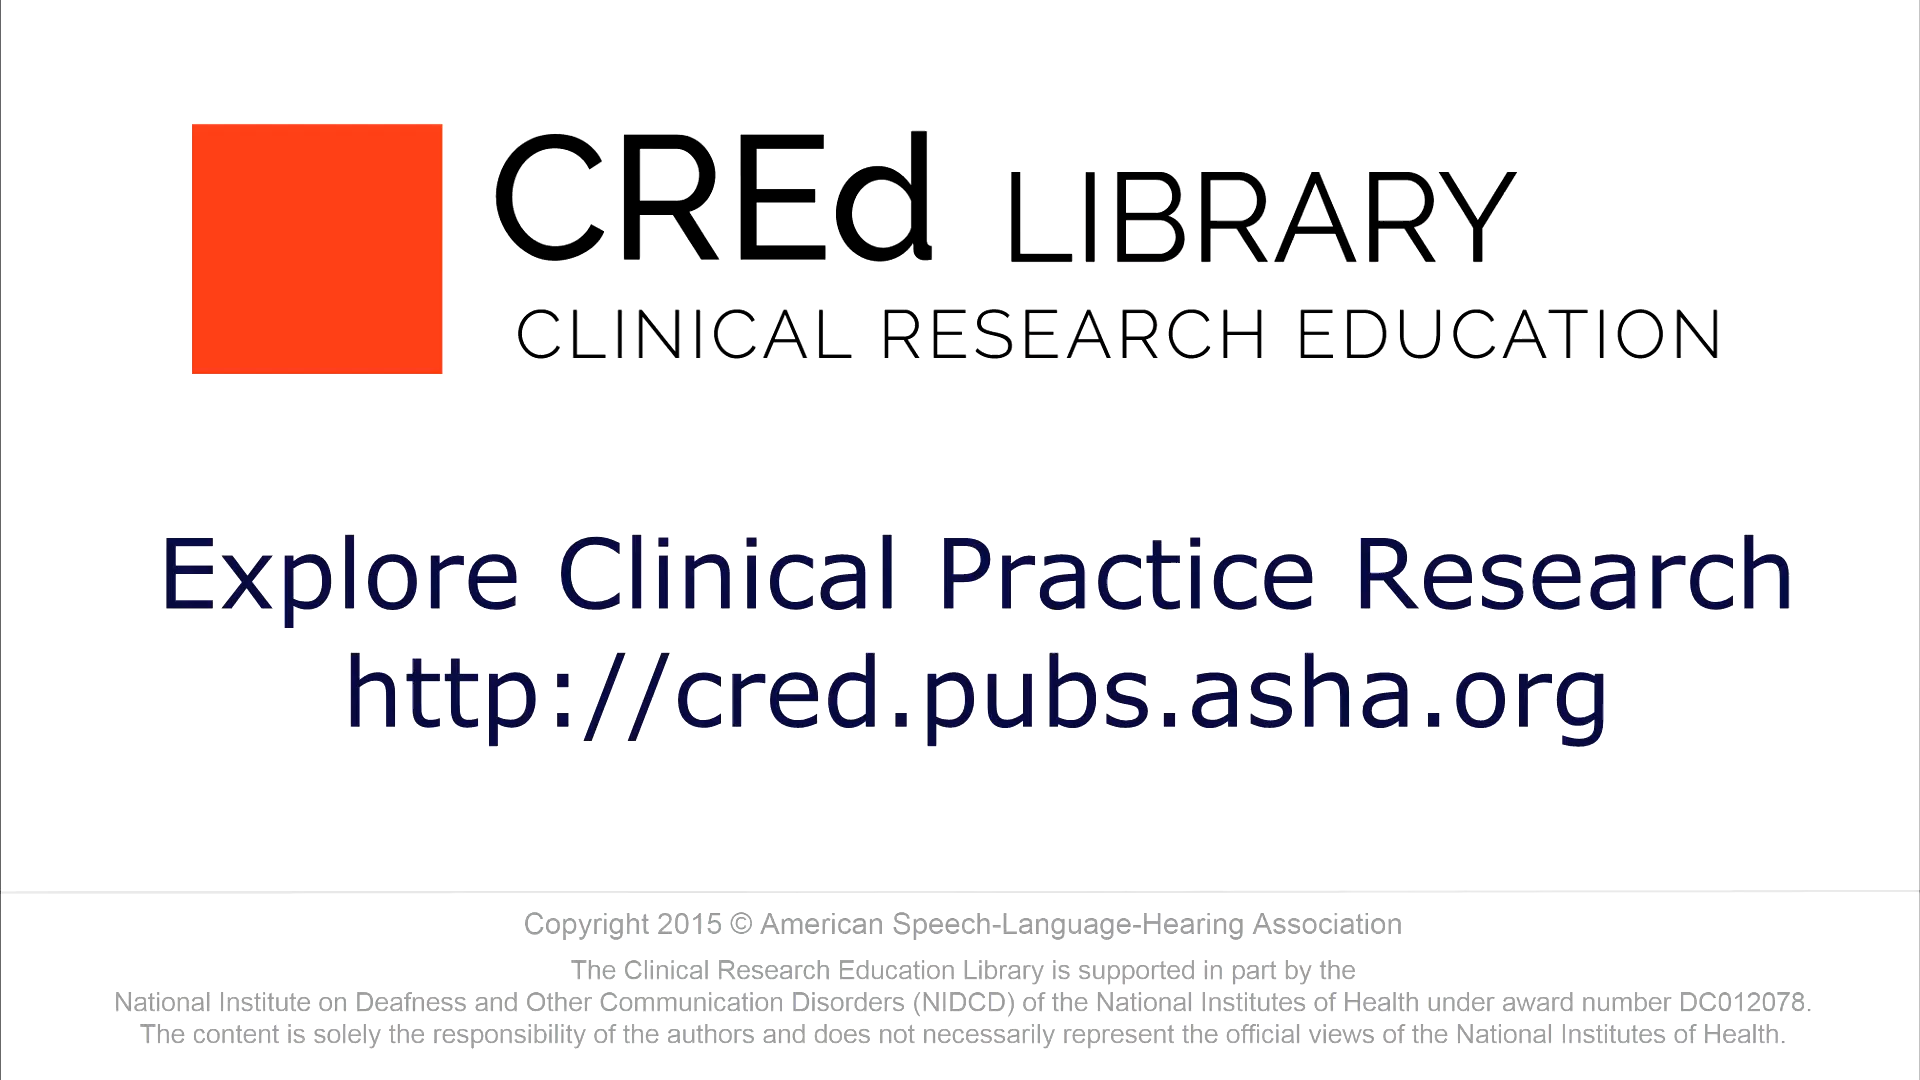 CREd LIBRARY
CLINICAL RESEARCH EDUCATION
Explore Clinical Practice Research
http://cred.pubs.asha.org
Copyright 2015 © American Speech-Language-Hearing Association
The Clinical Research Education Library is supported in part by the
National Institute on Deafness and Other Communication Disorders (NIDCD) of the National Institutes of Health under award number DC012078.
The content is solely the responsibility of the authors and does not necessarily represent the official views of the National Institutes of Health.